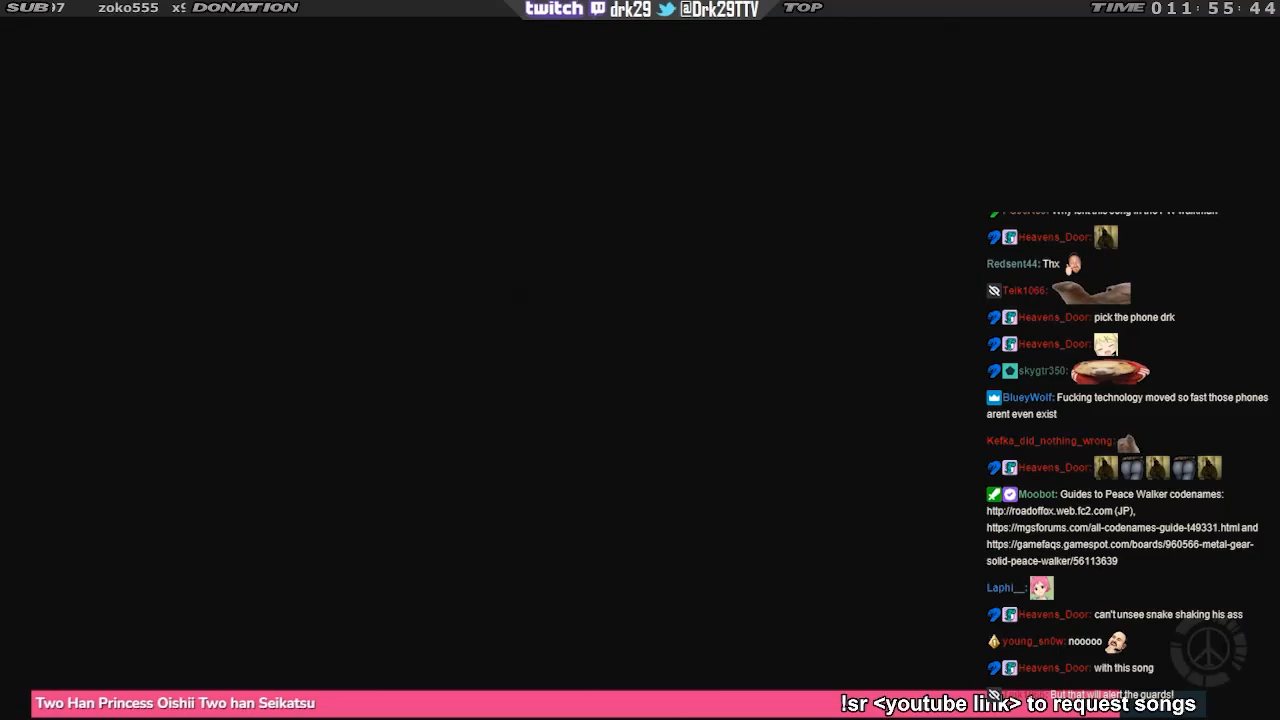 SUB 07 zoko555 x5 DONATION twitch drk29 @Drk29TTV TOP TIME 011:55:44
Heavens_Door:
Redsent44: Thx
Telk1066:
Heavens_Door: pick the phone drk
Heavens_Door:
skygtr350:
BlueyWolf: Fucking technology moved so fast those phones
arent even exist
Kefka_did_nothing_wrong:
Heavens_Door:
Moobot: Guides to Peace Walker codenames:
http://roadoffox.web.fc2.com (JP),
https://mgsforums.com/all-codenames-guide-t49331.html and
https://gamefaqs.gamespot.com/boards/960566-metal-gear-
solid-peace-walker/56113639
Laphi__:
Heavens_Door: can't unsee snake shaking his ass
young_sn0w: nooooo
Heavens_Door: with this song
But that will alert the guards!
Two Han Princess Oishii Two han Seikatsu
!sr <youtube link> to request songs